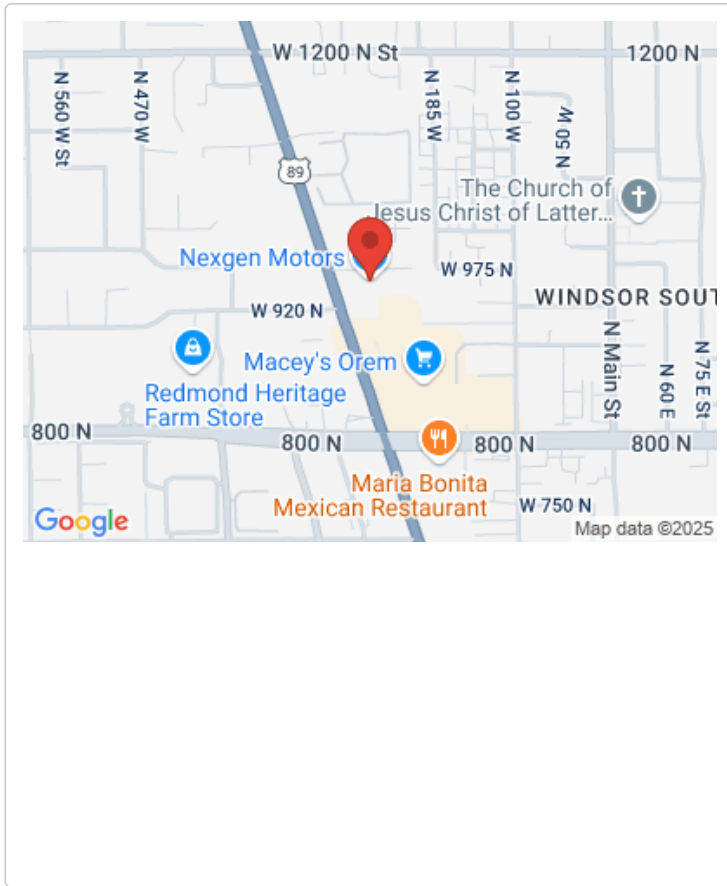 W 1200 N St
1200 N
N 560 W St
N 470 W
N 185 W
N 100 W
N 50 W
89
The Church of
Jesus Christ of Latter...
Nexgen Motors
W 975 N
WINDSOR SOUT
W 920 N
Macey's Orem
N Main St
N 60 E
N 75 E St
Redmond Heritage
Farm Store
800 N
800 N
800 N
800 N
Maria Bonita
Mexican Restaurant
W 750 N
Google
Map data ©2025